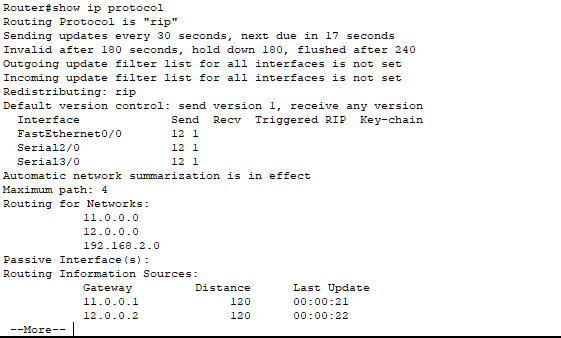 Router#show ip protocol
Routing Protocol is "rip"
Sending updates every 30 seconds, next due in 17 seconds
Invalid after 180 seconds, hold down 180, flushed after 240
Outgoing update filter list for all interfaces is not set
Incoming update filter list for all interfaces is not set
Redistributing: rip
Default version control: send version 1, receive any version
  Interface             Send  Recv  Triggered RIP  Key-chain
  FastEthernet0/0       12 1
  Serial2/0             12 1
  Serial3/0             12 1
Automatic network summarization is in effect
Maximum path: 4
Routing for Networks:
            11.0.0.0
            12.0.0.0
            192.168.2.0
Passive Interface(s):
Routing Information Sources:
            Gateway         Distance      Last Update
            11.0.0.1             120      00:00:21
            12.0.0.2             120      00:00:22
 --More--